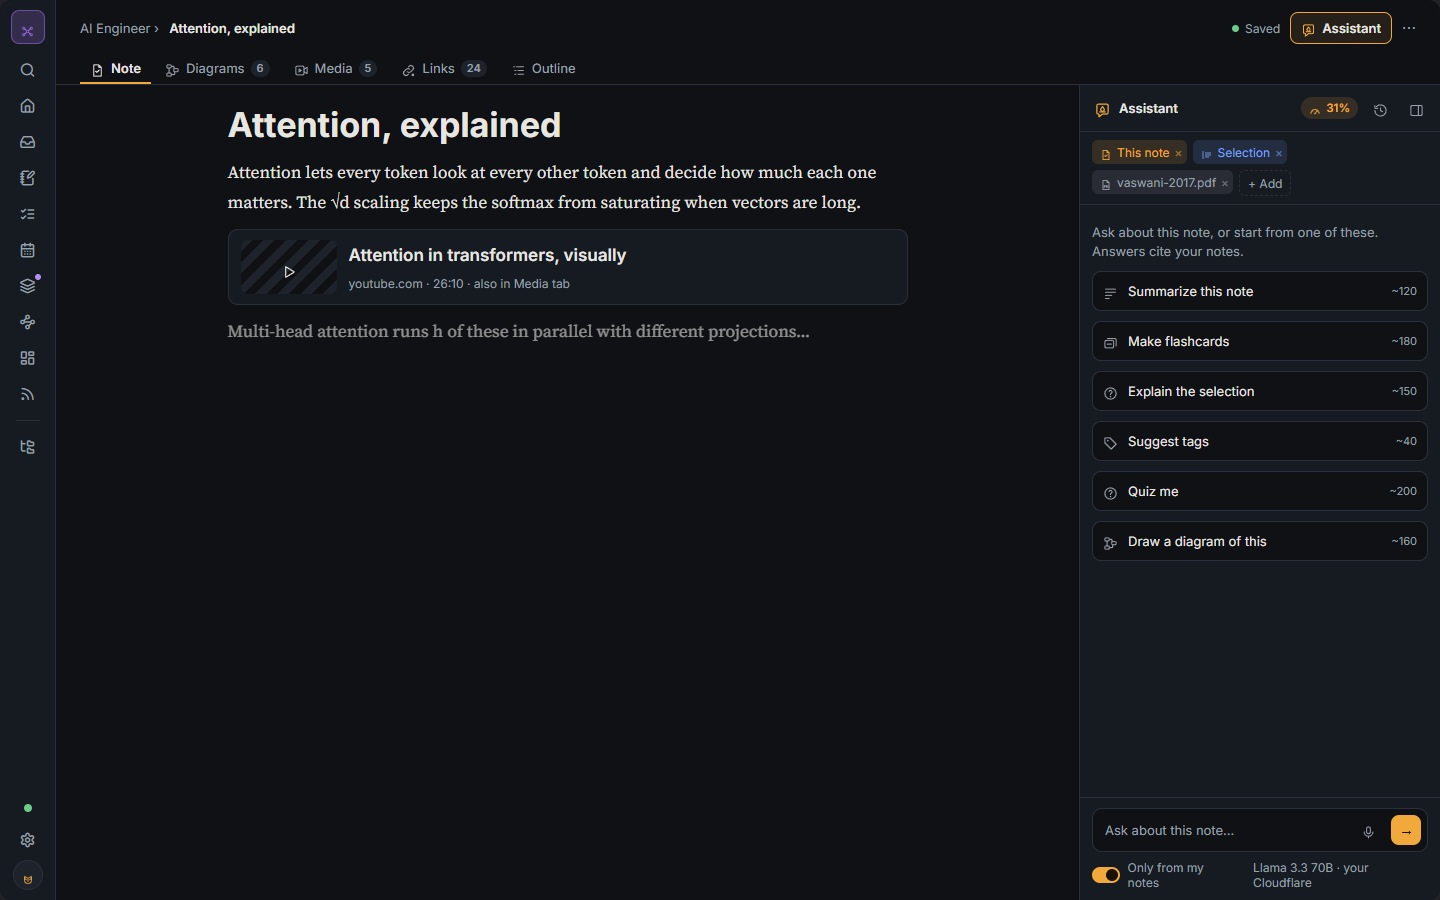 AI Engineer › Attention, explained
Saved
Assistant
Note
Diagrams 6
Media 5
Links 24
Outline
Attention, explained
Attention lets every token look at every other token and decide how much each one
matters. The √d scaling keeps the softmax from saturating when vectors are long.
Attention in transformers, visually
youtube.com · 26:10 · also in Media tab
Multi-head attention runs h of these in parallel with different projections...
Assistant
31%
This note ×
Selection ×
vaswani-2017.pdf ×
+ Add
Ask about this note, or start from one of these.
Answers cite your notes.
Summarize this note ~120
Make flashcards ~180
Explain the selection ~150
Suggest tags ~40
Quiz me ~200
Draw a diagram of this ~160
Ask about this note...
→
Only from my
notes
Llama 3.3 70B · your
Cloudflare